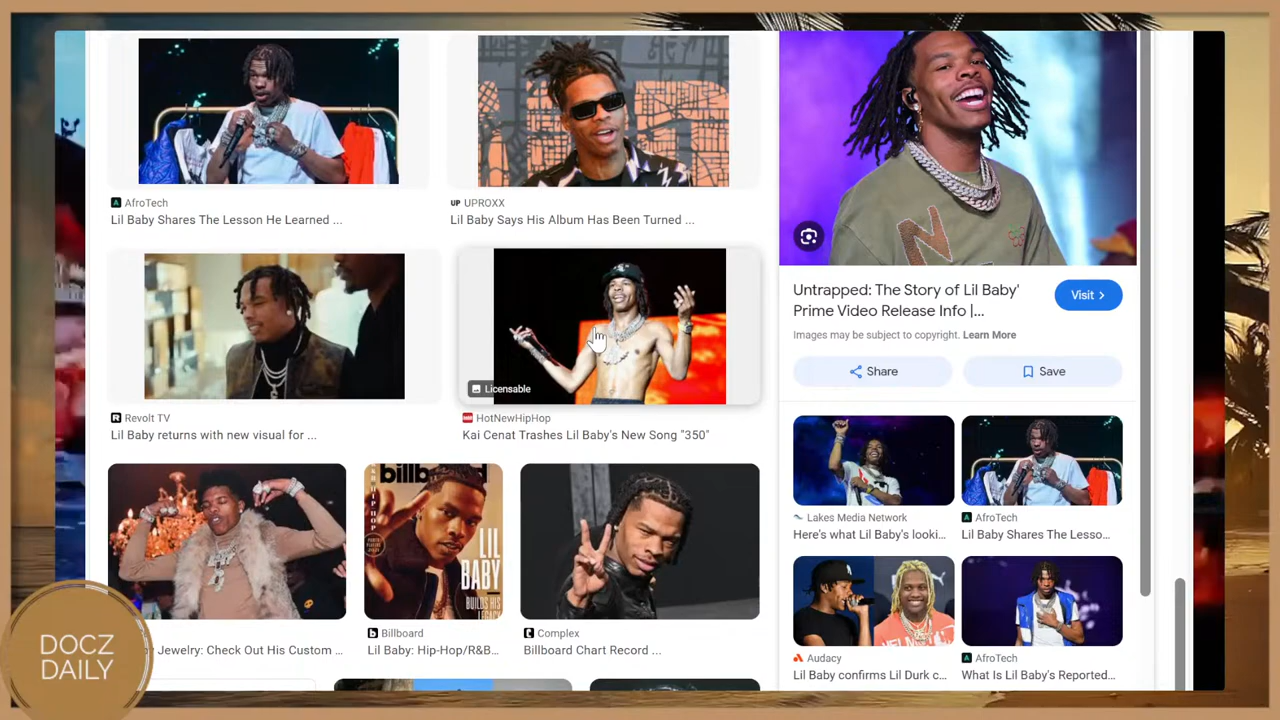 AfroTech
Lil Baby Shares The Lesson He Learned ...
UP UPROXX
Lil Baby Says His Album Has Been Turned ...
Licensable
Revolt TV
Lil Baby returns with new visual for ...
HotNewHipHop
Kai Cenat Trashes Lil Baby's New Song "350"
Jewelry: Check Out His Custom ...
billb
LIL
BABY
BUILDS HIS
LEGACY
Billboard
Lil Baby: Hip-Hop/R&B...
Complex
Billboard Chart Record ...
Untrapped: The Story of Lil Baby'
Prime Video Release Info |...
Visit >
Images may be subject to copyright. Learn More
Share
Save
Lakes Media Network
Here's what Lil Baby's looki...
AfroTech
Lil Baby Shares The Lesso...
Audacy
Lil Baby confirms Lil Durk c...
AfroTech
What Is Lil Baby's Reported...
DOCZ
DAILY